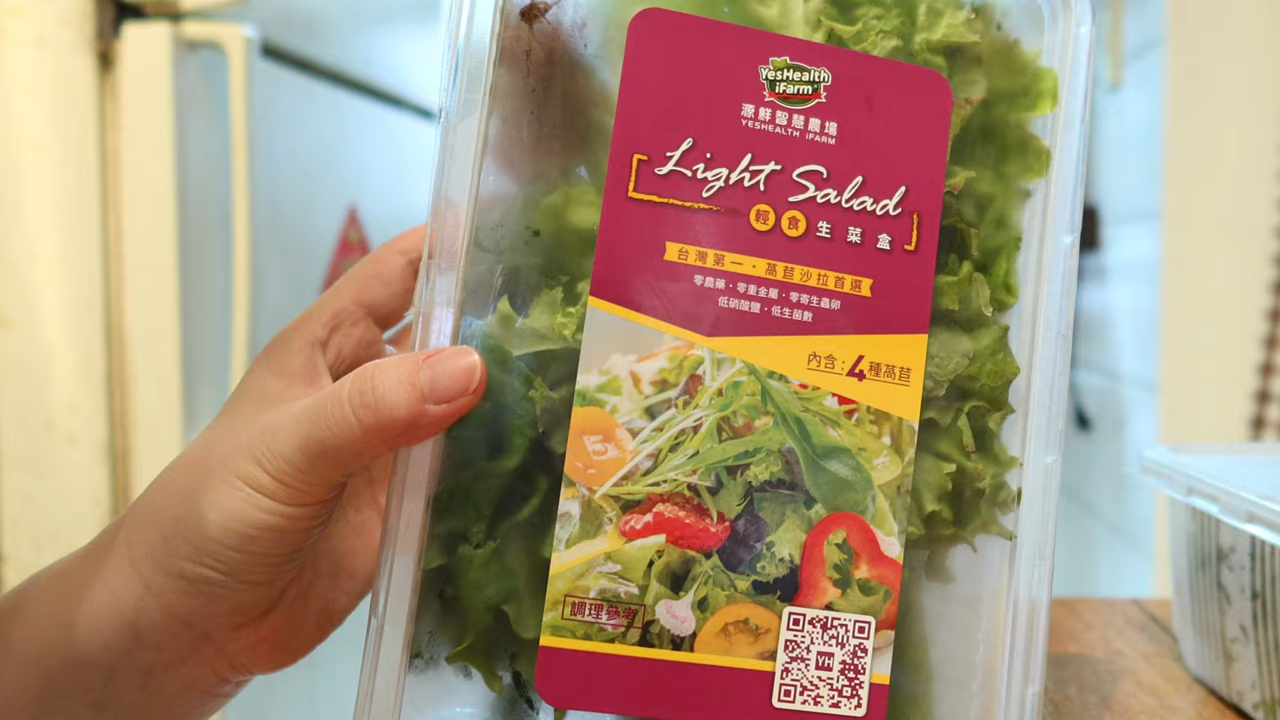 YesHealth
iFarm
源鮮智慧農場
YESHEALTH iFARM
Light Salad
輕食生菜盒
台灣第一・萵苣沙拉首選
零農藥・零重金屬・零寄生蟲卵
低硝酸鹽・低生菌數
內含:4種萵苣
調理參考
YH